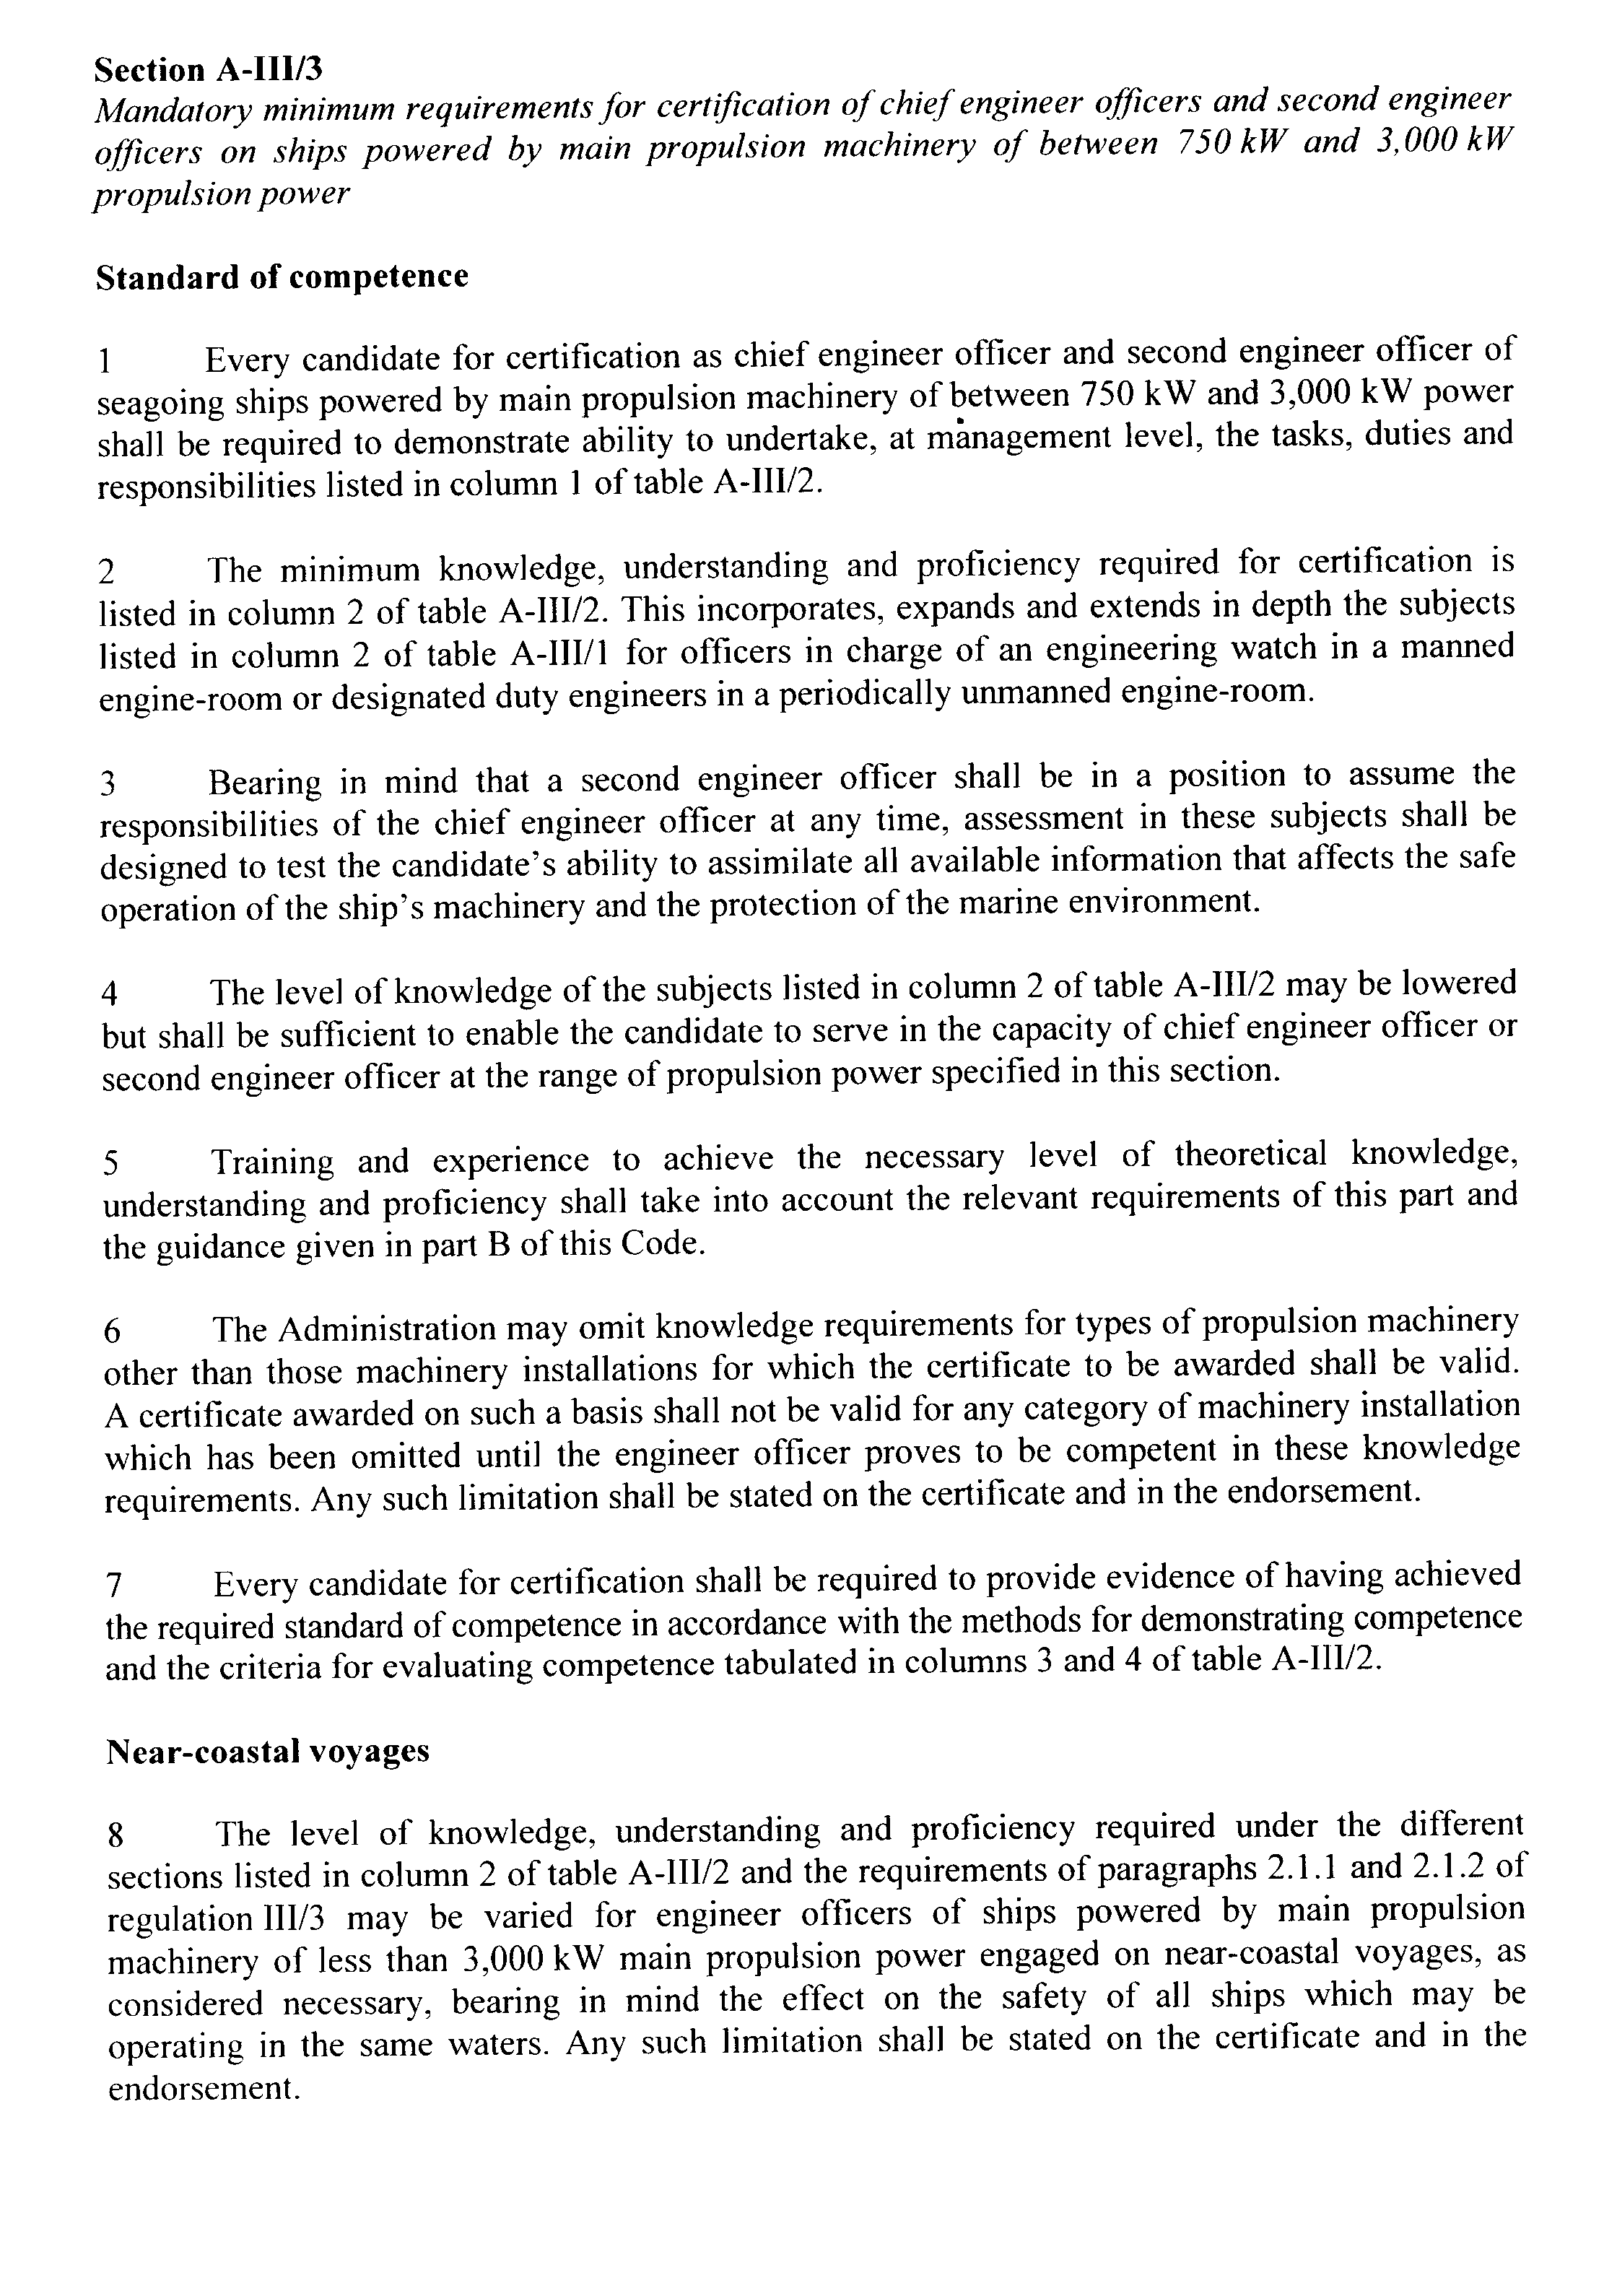 Section A-III/3
Mandatory minimum requirements for certification of chief engineer officers and second engineer
officers on ships powered by main propulsion machinery of between 750 kW and 3,000 kW
propulsion power
Standard of competence
1 Every candidate for certification as chief engineer officer and second engineer officer of
seagoing ships powered by main propulsion machinery of between 750 kW and 3,000 kW power
shall be required to demonstrate ability to undertake, at management level, the tasks, duties and
responsibilities listed in column 1 of table A-III/2.
2 The minimum knowledge, understanding and proficiency required for certification is
listed in column 2 of table A-III/2. This incorporates, expands and extends in depth the subjects
listed in column 2 of table A-III/1 for officers in charge of an engineering watch in a manned
engine-room or designated duty engineers in a periodically unmanned engine-room.
3 Bearing in mind that a second engineer officer shall be in a position to assume the
responsibilities of the chief engineer officer at any time, assessment in these subjects shall be
designed to test the candidate's ability to assimilate all available information that affects the safe
operation of the ship's machinery and the protection of the marine environment.
4 The level of knowledge of the subjects listed in column 2 of table A-III/2 may be lowered
but shall be sufficient to enable the candidate to serve in the capacity of chief engineer officer or
second engineer officer at the range of propulsion power specified in this section.
5 Training and experience to achieve the necessary level of theoretical knowledge,
understanding and proficiency shall take into account the relevant requirements of this part and
the guidance given in part B of this Code.
6 The Administration may omit knowledge requirements for types of propulsion machinery
other than those machinery installations for which the certificate to be awarded shall be valid.
A certificate awarded on such a basis shall not be valid for any category of machinery installation
which has been omitted until the engineer officer proves to be competent in these knowledge
requirements. Any such limitation shall be stated on the certificate and in the endorsement.
7 Every candidate for certification shall be required to provide evidence of having achieved
the required standard of competence in accordance with the methods for demonstrating competence
and the criteria for evaluating competence tabulated in columns 3 and 4 of table A-III/2.
Near-coastal voyages
8 The level of knowledge, understanding and proficiency required under the different
sections listed in column 2 of table A-III/2 and the requirements of paragraphs 2.1.1 and 2.1.2 of
regulation III/3 may be varied for engineer officers of ships powered by main propulsion
machinery of less than 3,000 kW main propulsion power engaged on near-coastal voyages, as
considered necessary, bearing in mind the effect on the safety of all ships which may be
operating in the same waters. Any such limitation shall be stated on the certificate and in the
endorsement.